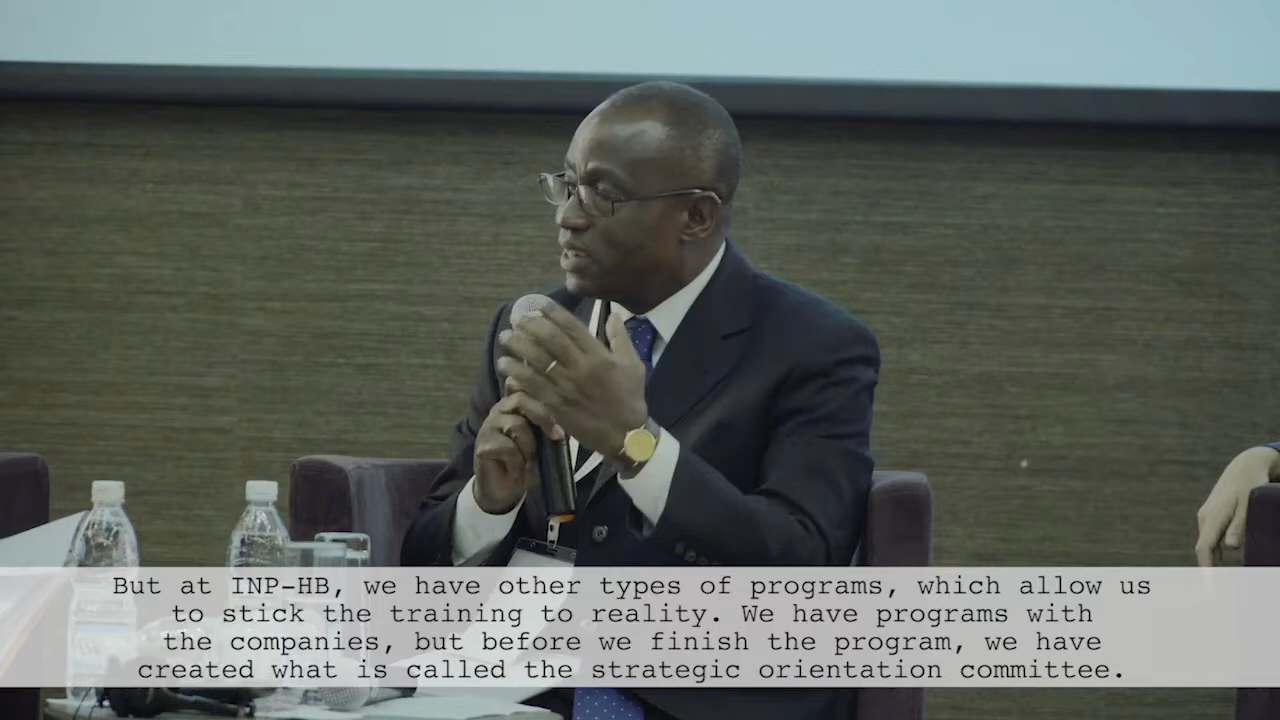 But at INP-HB, we have other types of programs, which allow us
to stick the training to reality. We have programs with
the companies, but before we finish the program, we have
created what is called the strategic orientation committee.